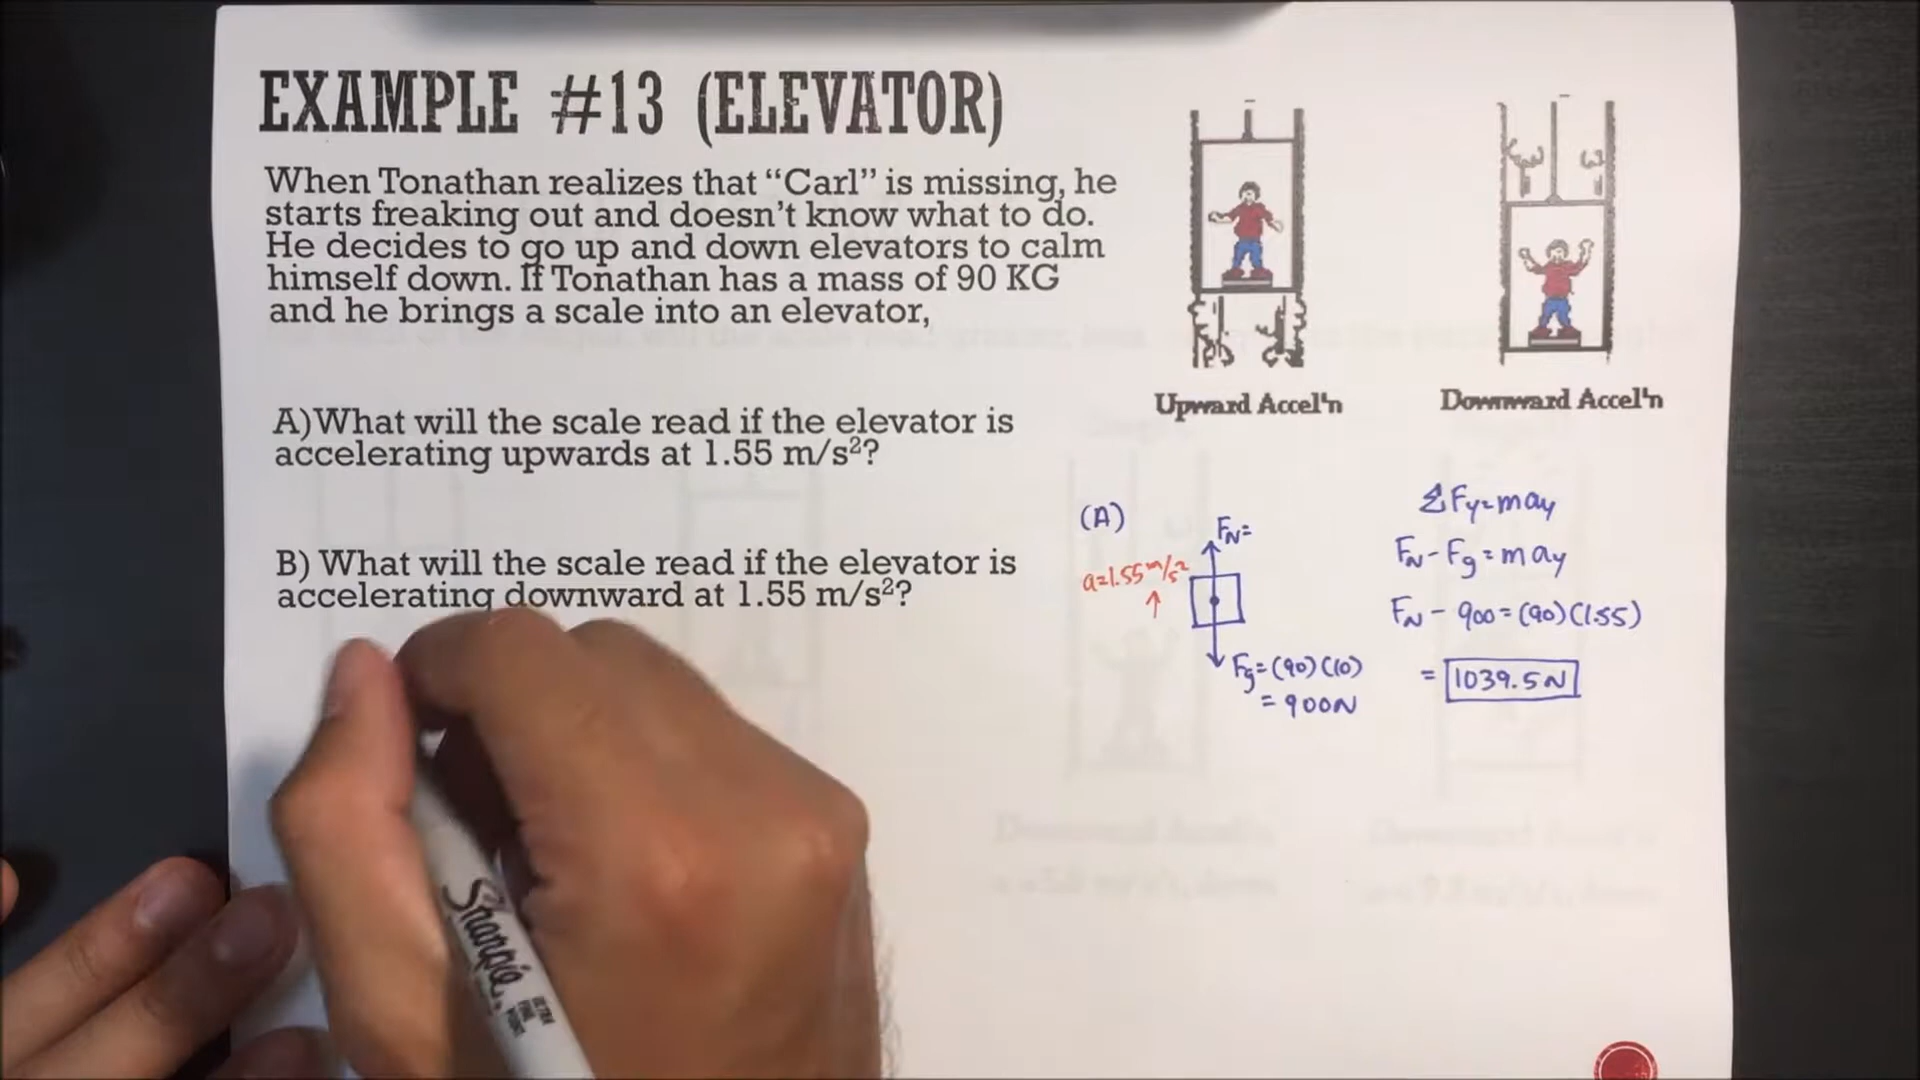 EXAMPLE #13 (ELEVATOR)
When Tonathan realizes that “Carl” is missing, he
starts freaking out and doesn’t know what to do.
He decides to go up and down elevators to calm
himself down. If Tonathan has a mass of 90 KG
and he brings a scale into an elevator,
A)What will the scale read if the elevator is
accelerating upwards at 1.55 m/s²?
B) What will the scale read if the elevator is
accelerating downward at 1.55 m/s²?
Upward Accel'n
Downward Accel'n
(A)
FN=
a=1.55 m/s²
Fg=(90)(10)
= 900N
ΣFy=may
FN-Fg=may
FN - 900=(90)(1.55)
= 1039.5N
Sharpie.
ULTRA
FINE
POINT